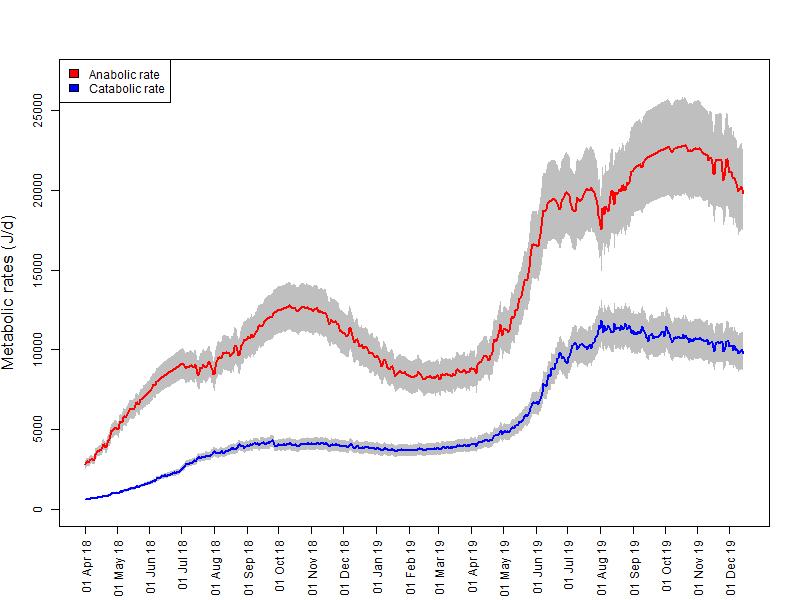 Anabolic rate
Catabolic rate
Metabolic rates (J/d)
25000
20000
15000
10000
5000
0
01 Apr 18
01 May 18
01 Jun 18
01 Jul 18
01 Aug 18
01 Sep 18
01 Oct 18
01 Nov 18
01 Dec 18
01 Jan 19
01 Feb 19
01 Mar 19
01 Apr 19
01 May 19
01 Jun 19
01 Jul 19
01 Aug 19
01 Sep 19
01 Oct 19
01 Nov 19
01 Dec 19